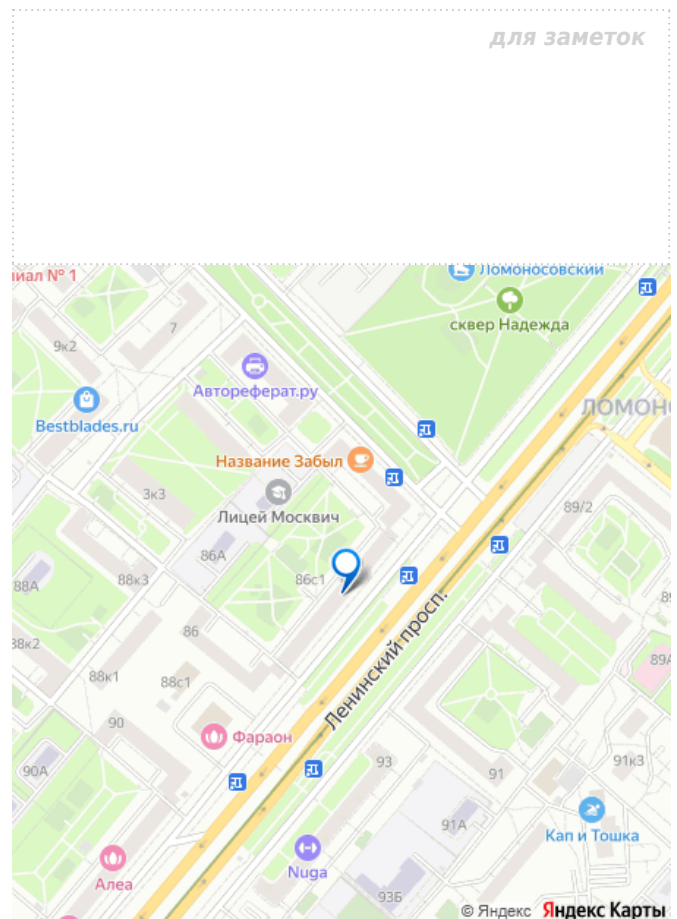 для заметок
иал № 1
Ломоносовский
сквер Надежда
7
9к2
Автореферат.ру
Bestblades.ru
ЛОМОН
Название Забыл
3к3
89/2
Лицей Москвич
86А
86с1
88к3
88А
86
38к2
89А
88к1
88с1
Ленинский просп.
90
Фараон
93
91
91к3
90А
91А
Кап и Тошка
Алеа
Nuga
93Б
© Яндекс Яндекс Карты